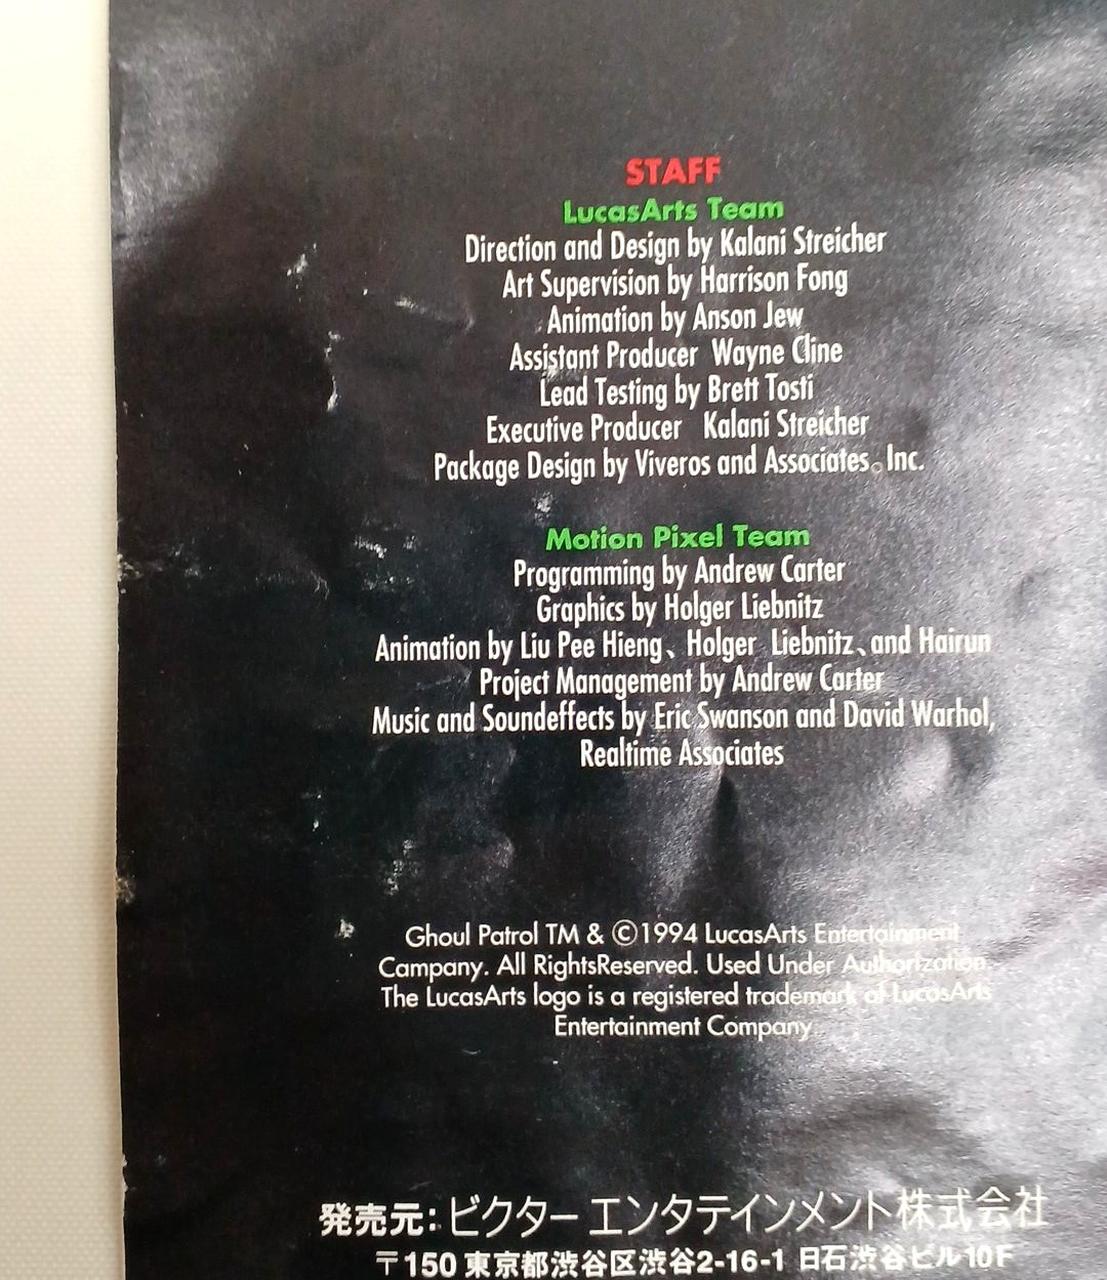 STAFF
LucasArts Team
Direction and Design by Kalani Streicher
Art Supervision by Harrison Fong
Animation by Anson Jew
Assistant Producer Wayne Cline
Lead Testing by Brett Tosti
Executive Producer Kalani Streicher
Package Design by Viveros and Associates。Inc.
Motion Pixel Team
Programming by Andrew Carter
Graphics by Holger Liebnitz
Animation by Liu Pee Hieng、Holger Liebnitz、and Hairun
Project Management by Andrew Carter
Music and Soundeffects by Eric Swanson and David Warhol,
Realtime Associates
Ghoul Patrol TM & ©1994 LucasArts Entertainment
Campany. All RightsReserved. Used Under Authorization.
The LucasArts logo is a registered trademark of LucasArts
Entertainment Company.
発売元:ビクター エンタテインメント株式会社
〒150 東京都渋谷区渋谷2-16-1 日石渋谷ビル10F